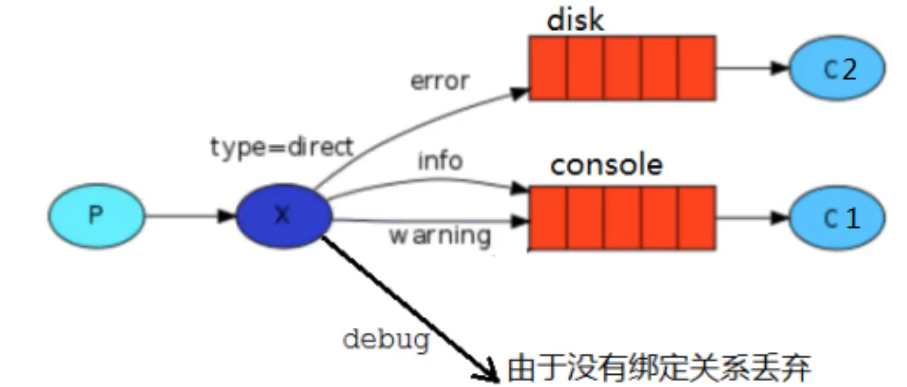 disk
error
C2
type=direct
info
console
P
X
warning
C1
debug
由于没有绑定关系丢弃